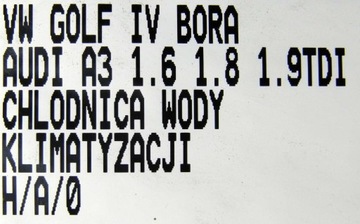 VW GOLF IV BORA
AUDI A3 1.6 1.8 1.9TDI
CHLODNICA WODY
KLIMATYZACJI
H/A/0